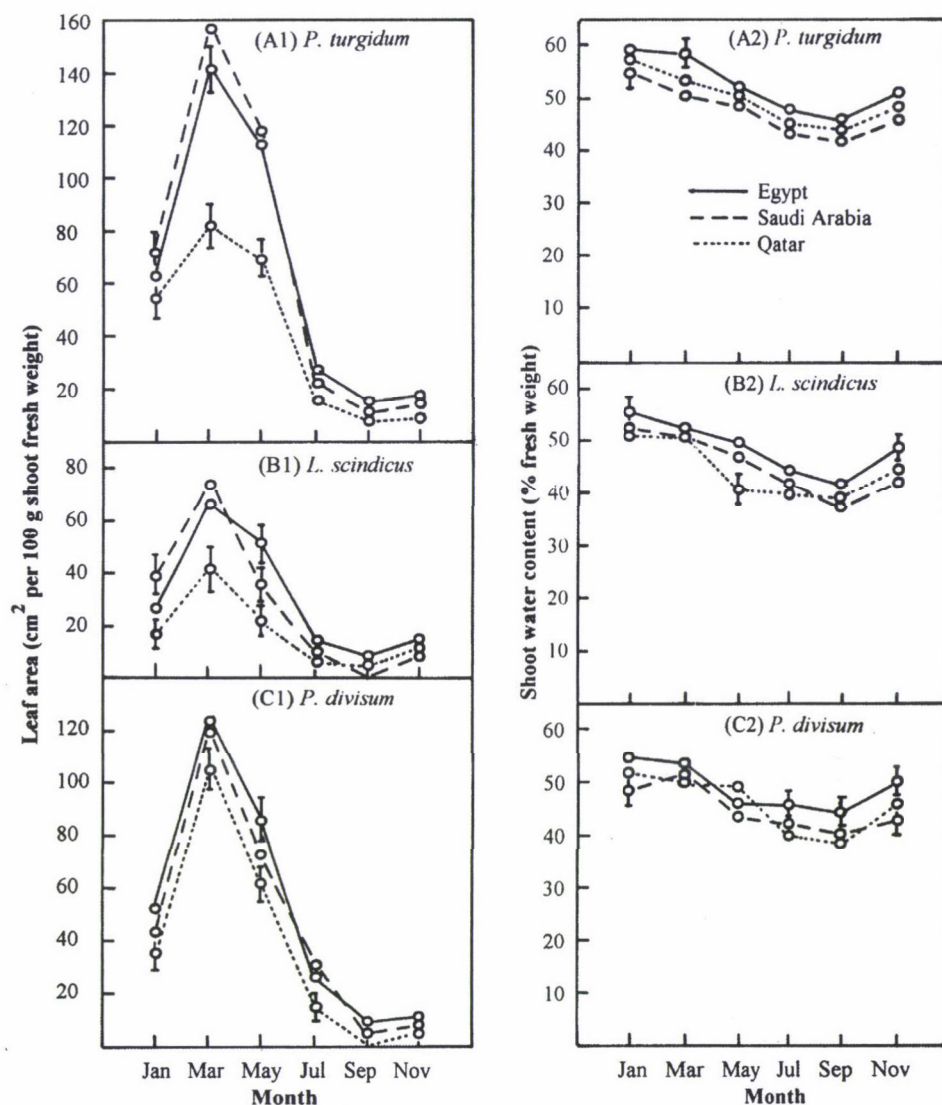 (A1) P. turgidum
160
140
120
100
80
60
40
20
(B1) L. scindicus
80
60
40
20
(C1) P. divisum
120
100
80
60
40
20
Leaf area (cm² per 100 g shoot fresh weight)
Jan Mar May Jul Sep Nov
Month
(A2) P. turgidum
60
50
40
30
20
10
Egypt
Saudi Arabia
Qatar
(B2) L. scindicus
60
50
40
30
20
10
(C2) P. divisum
60
50
40
30
20
10
Shoot water content (% fresh weight)
Jan Mar May Jul Sep Nov
Month